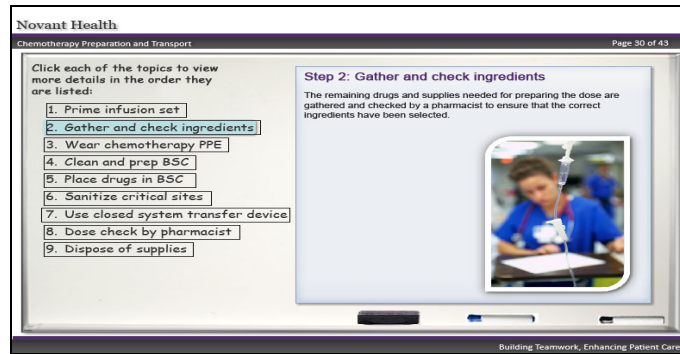 Novant Health
Chemotherapy Preparation and Transport
Page 30 of 43
Click each of the topics to view
more details in the order they
are listed:
1. Prime infusion set
2. Gather and check ingredients
3. Wear chemotherapy PPE
4. Clean and prep BSC
5. Place drugs in BSC
6. Sanitize critical sites
7. Use closed system transfer device
8. Dose check by pharmacist
9. Dispose of supplies
Step 2: Gather and check ingredients
The remaining drugs and supplies needed for preparing the dose are
gathered and checked by a pharmacist to ensure that the correct
ingredients have been selected.
Building Teamwork, Enhancing Patient Care